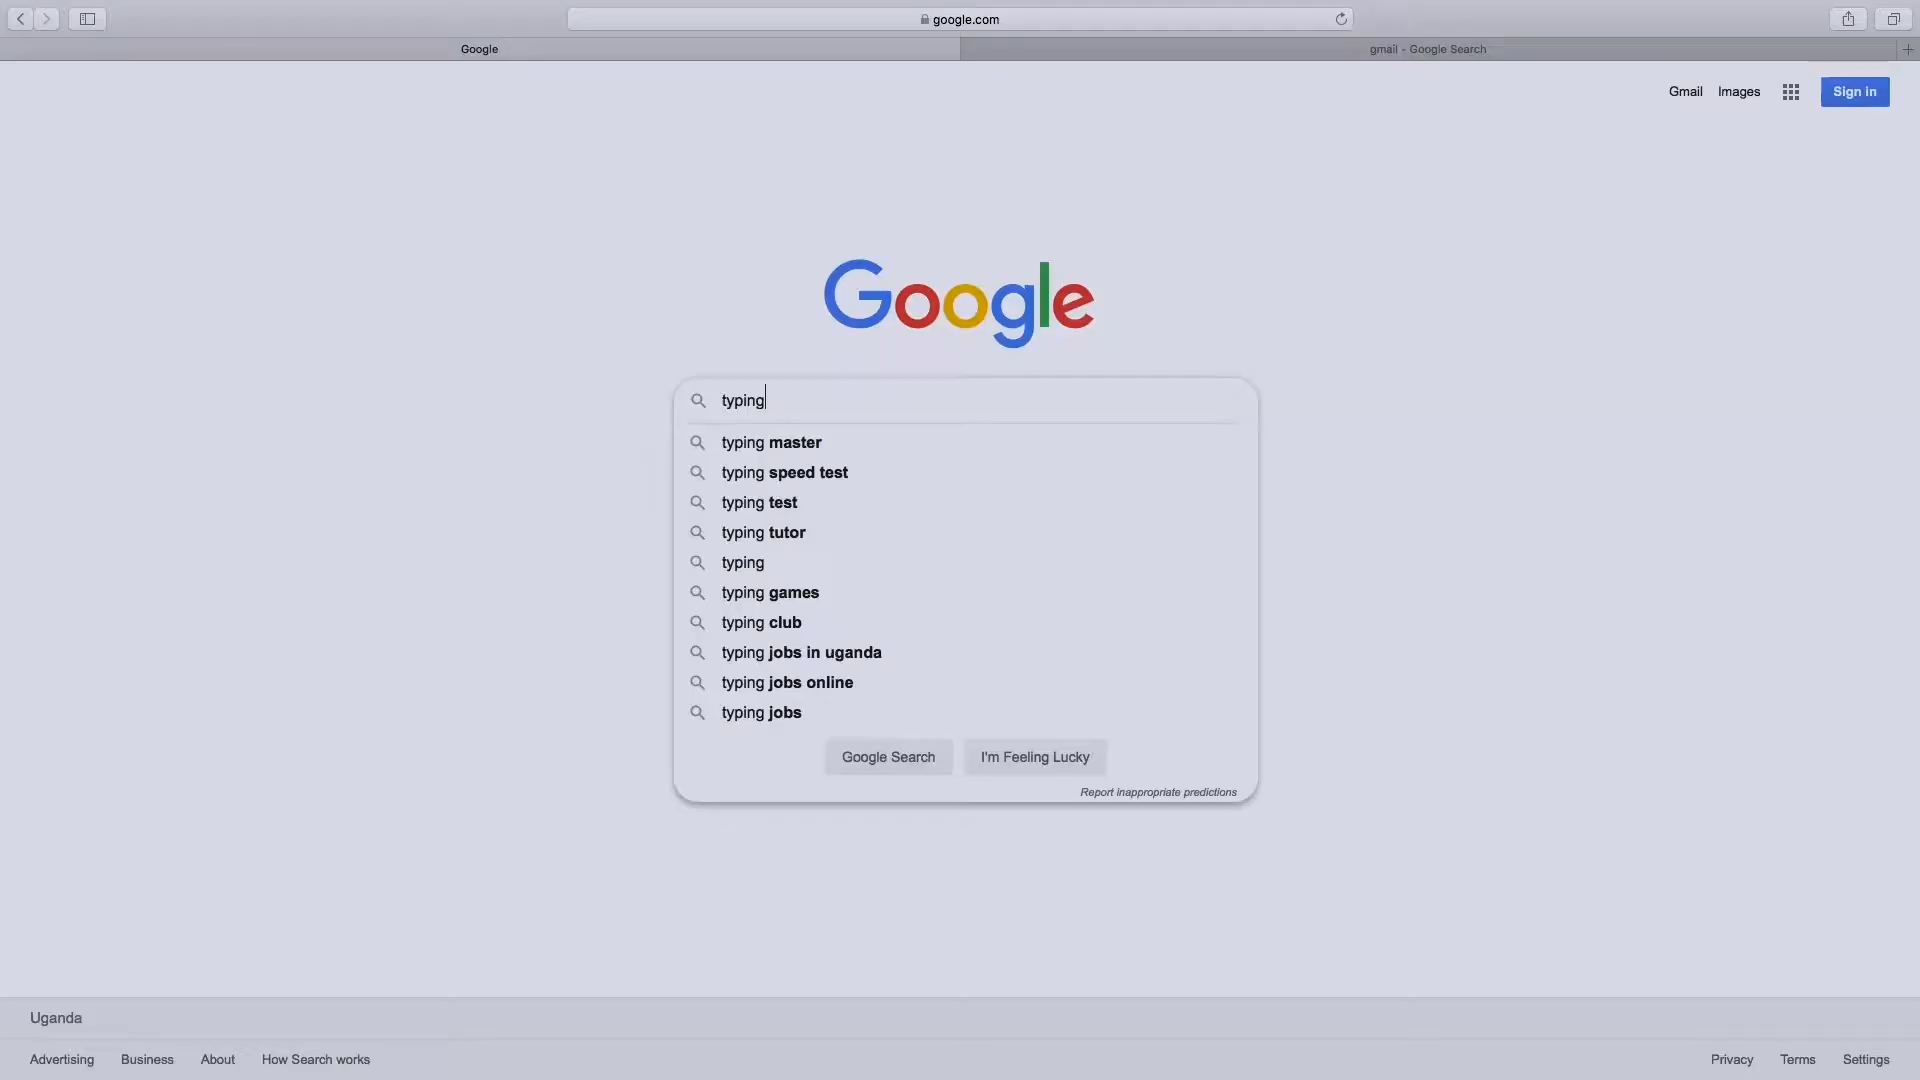 google.com
Google
gmail - Google Search
Gmail
Images
Sign in
Google
typing
typing master
typing speed test
typing test
typing tutor
typing
typing games
typing club
typing jobs in uganda
typing jobs online
typing jobs
Google Search
I'm Feeling Lucky
Report inappropriate predictions
Uganda
Advertising
Business
About
How Search works
Privacy
Terms
Settings